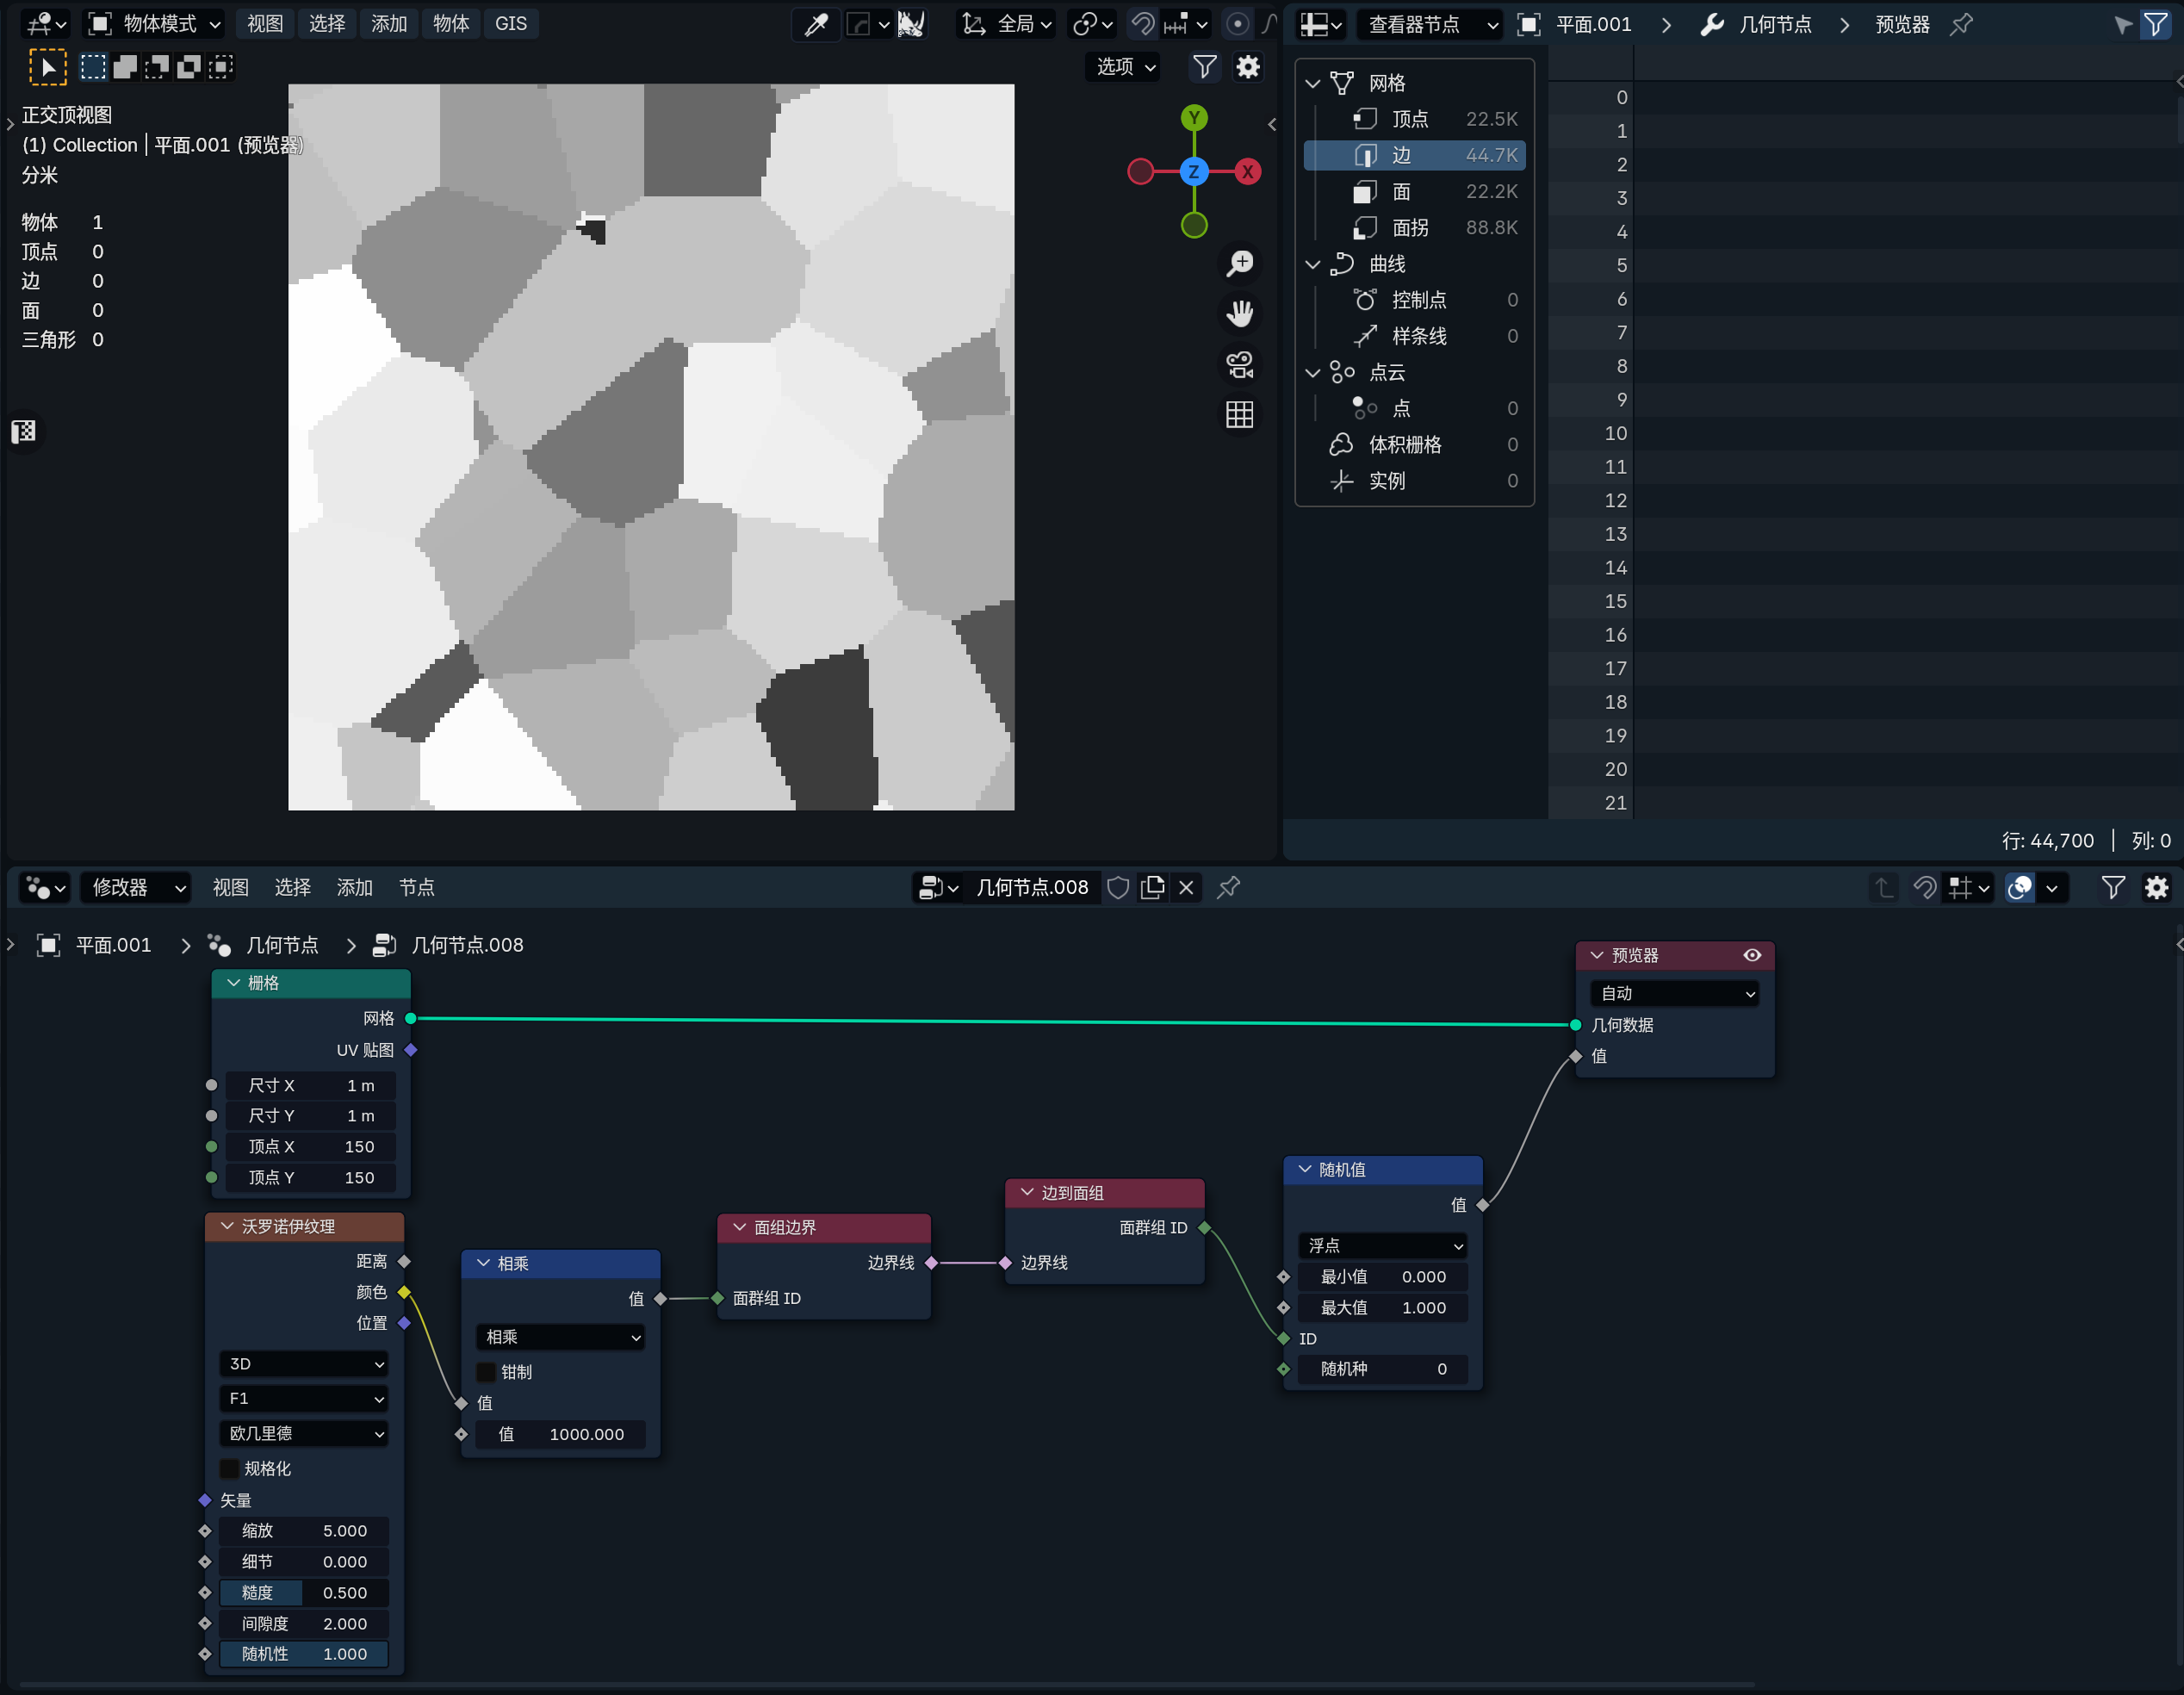 物体模式 视图 选择 添加 物体 GIS 全局
选项
正交顶视图
(1) Collection | 平面.001 (预览器)
分米
物体 1
顶点 0
边 0
面 0
三角形 0
Y
Z
X
查看器节点 平面.001 几何节点 预览器
网格
顶点 22.5K
边 44.7K
面 22.2K
面拐 88.8K
曲线
控制点 0
样条线 0
点云
点 0
体积栅格 0
实例 0
0
1
2
3
4
5
6
7
8
9
10
11
12
13
14
15
16
17
18
19
20
21
行: 44,700 | 列: 0
修改器 视图 选择 添加 节点 几何节点.008
平面.001 几何节点 几何节点.008
栅格
网格
UV 贴图
尺寸 X 1 m
尺寸 Y 1 m
顶点 X 150
顶点 Y 150
沃罗诺伊纹理
距离
颜色
位置
3D
F1
欧几里德
规格化
矢量
缩放 5.000
细节 0.000
糙度 0.500
间隙度 2.000
随机性 1.000
相乘
值
相乘
钳制
值
值 1000.000
面组边界
边界线
面群组 ID
边到面组
面群组 ID
边界线
随机值
值
浮点
最小值 0.000
最大值 1.000
ID
随机种 0
预览器
自动
几何数据
值